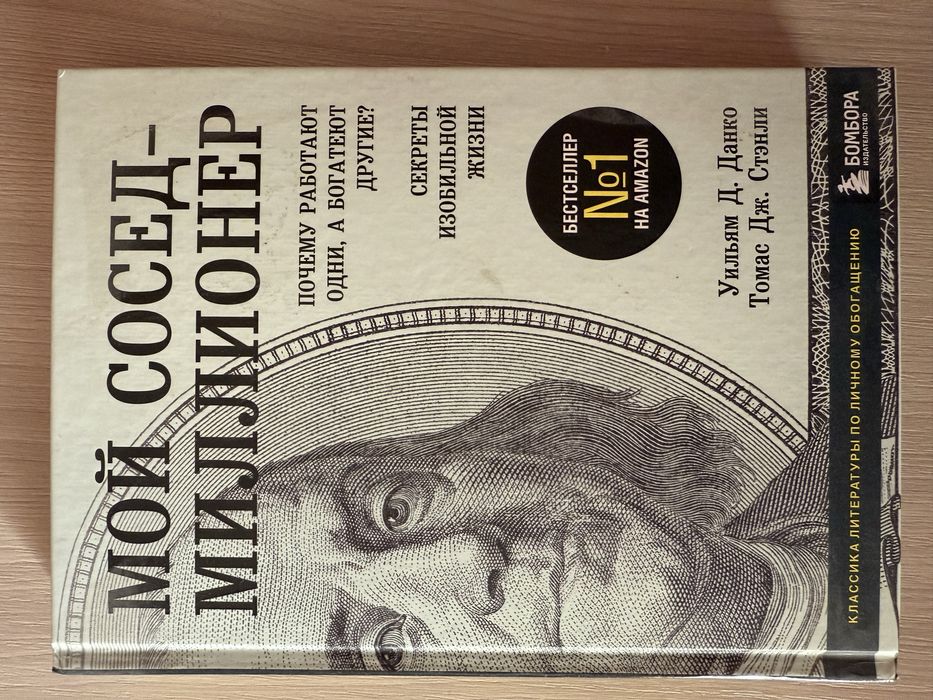 МОЙ СОСЕД–
МИЛЛИОНЕР
ПОЧЕМУ РАБОТАЮТ
ОДНИ, А БОГАТЕЮТ
ДРУГИЕ?
СЕКРЕТЫ
ИЗОБИЛЬНОЙ
ЖИЗНИ
БЕСТСЕЛЛЕР
№1
НА AMAZON
Уильям Д. Данко
Томас Дж. Стэнли
КЛАССИКА ЛИТЕРАТУРЫ ПО ЛИЧНОМУ ОБОГАЩЕНИЮ
БОМБОРА
ИЗДАТЕЛЬСТВО